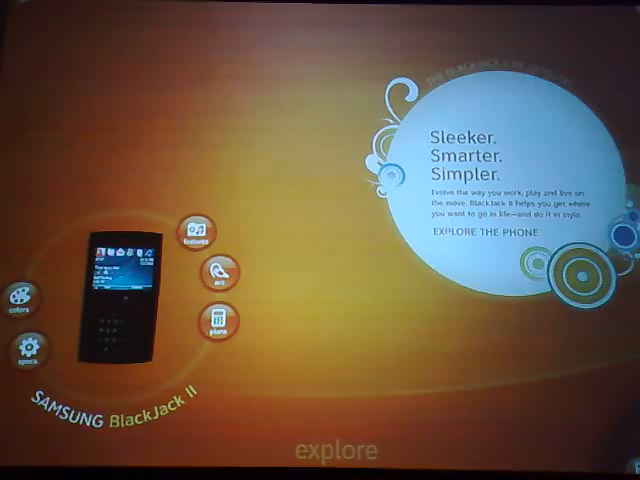 Sleeker.
Smarter.
Simpler.
Evolve the way you work, play and live on
the move. BlackJack II helps you get where
you want to go in life—and do it in style.
EXPLORE THE PHONE
features
colors
plans
specs
SAMSUNG BlackJack II
explore